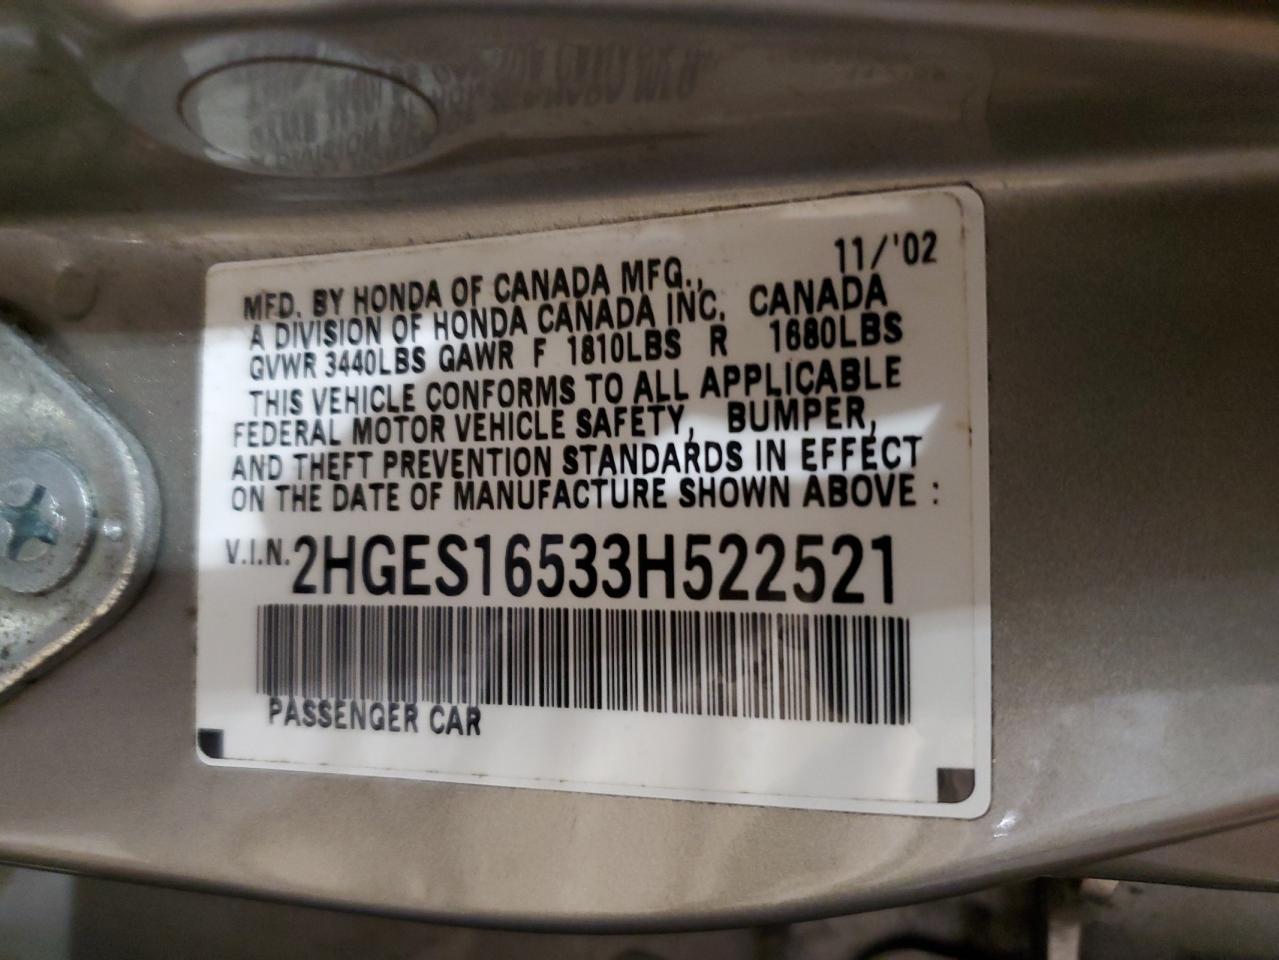 11/'02
MFD. BY HONDA OF CANADA MFG.,
A DIVISION OF HONDA CANADA INC. CANADA
GVWR 3440LBS GAWR F 1810LBS R 1680LBS
THIS VEHICLE CONFORMS TO ALL APPLICABLE
FEDERAL MOTOR VEHICLE SAFETY, BUMPER,
AND THEFT PREVENTION STANDARDS IN EFFECT
ON THE DATE OF MANUFACTURE SHOWN ABOVE :
V.I.N. 2HGES16533H522521
PASSENGER CAR